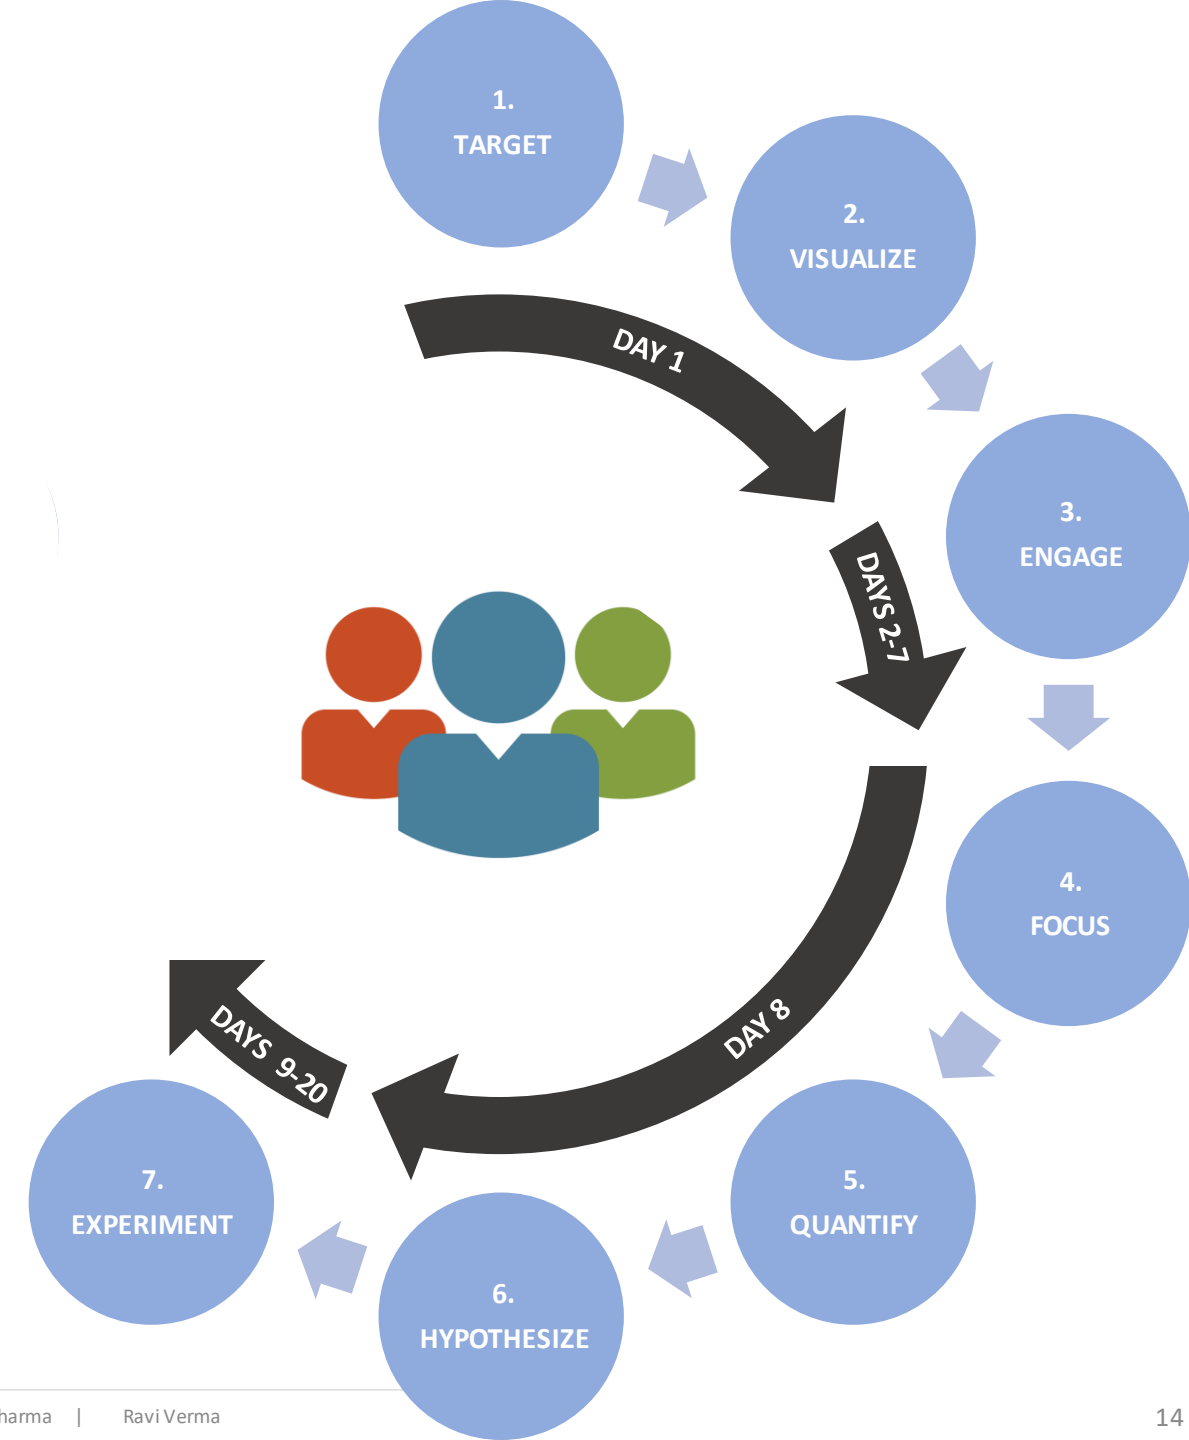 1.
TARGET
2.
VISUALIZE
DAY 1
3.
ENGAGE
DAYS 2-7
4.
FOCUS
DAY 8
5.
QUANTIFY
6.
HYPOTHESIZE
DAYS 9-20
7.
EXPERIMENT
| Ravi Verma
14